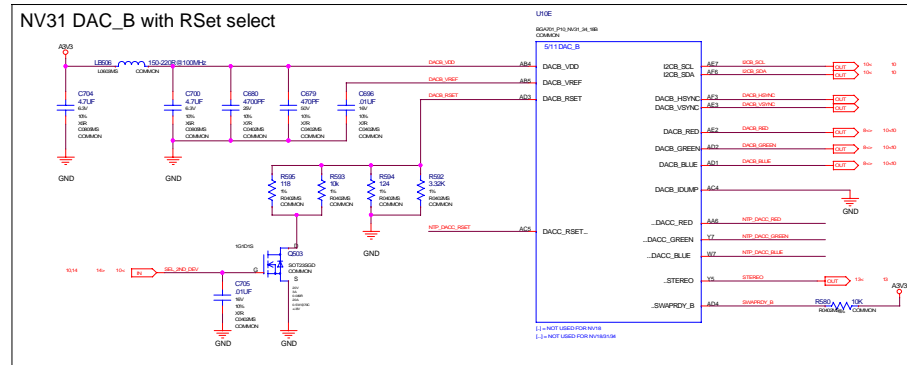 NV31 DAC_B with RSet select
U10E
BGA701_P10_NV31_34_18B
COMMON
5/11 DAC_B
A3V3
LB506 150-220R@100MHz
L0603MS COMMON
DACB_VDD AB4 DACB_VDD
DACB_VREF AB5 DACB_VREF
DACB_RSET AD3 DACB_RSET
I2CB_SCL AE7 I2CB_SCL OUT 10<
I2CB_SDA AF6 I2CB_SDA OUT 10<
DACB_HSYNC AF3 DACB_HSYNC OUT
DACB_VSYNC AE3 DACB_VSYNC OUT
DACB_RED AE2 DACB_RED OUT
DACB_GREEN AD2 DACB_GREEN OUT
DACB_BLUE AD1 DACB_BLUE OUT
DACB_IDUMP AC4
GND
C704
4.7UF
6.3V
10%
X5R
C0805MS
COMMON
C700
4.7UF
6.3V
10%
X5R
C0805MS
COMMON
C680
4700PF
25V
10%
X7R
C0402MS
COMMON
C679
470PF
50V
10%
X7R
C0402MS
COMMON
C696
.01UF
16V
10%
X7R
C0402MS
COMMON
GND
GND
R595
118
1%
R0402MS
COMMON
R593
10k
1%
R0402MS
COMMON
R594
124
1%
R0402MS
COMMON
R592
3.32K
1%
R0402MS
COMMON
GND
NTP_DACC_RSET AC5 DACC_RSET...
...DACC_RED AA6 NTP_DACC_RED
...DACC_GREEN Y7 NTP_DACC_GREEN
...DACC_BLUE W7 NTP_DACC_BLUE
..STEREO Y5 STEREO OUT 13<
..SWAPRDY_B AD4 SWAPRDY_B R580 10K
R0402MS COMMON
A3V3
1G1D1S
D
Q503
SOT23SGD
COMMON
G
S
IN SEL_2ND_DEV
C705
.01UF
16V
10%
X7R
C0402MS
COMMON
GND
GND
[..] = NOT USED FOR NV18
[...] = NOT USED FOR NV18/31/34